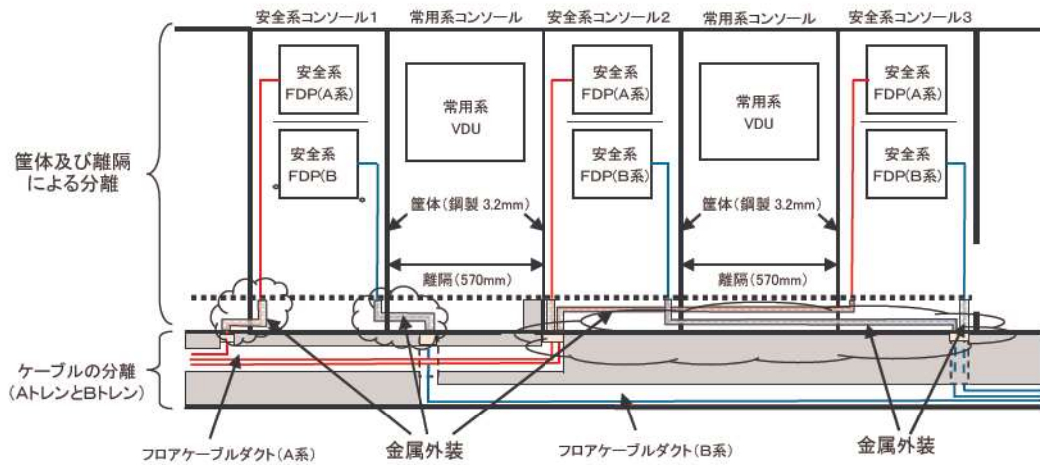 安全系コンソール1
常用系コンソール
安全系コンソール2
常用系コンソール
安全系コンソール3
安全系
FDP(A系)
安全系
FDP(B
常用系
VDU
安全系
FDP(A系)
安全系
FDP(B系)
常用系
VDU
安全系
FDP(A系)
安全系
FDP(B系)
筐体及び離隔
による分離
筐体(鋼製 3.2mm)
筐体(鋼製 3.2mm)
離隔(570mm)
離隔(570mm)
ケーブルの分離
(AトレンとBトレン)
フロアケーブルダクト(A系)
金属外装
フロアケーブルダクト(B系)
金属外装